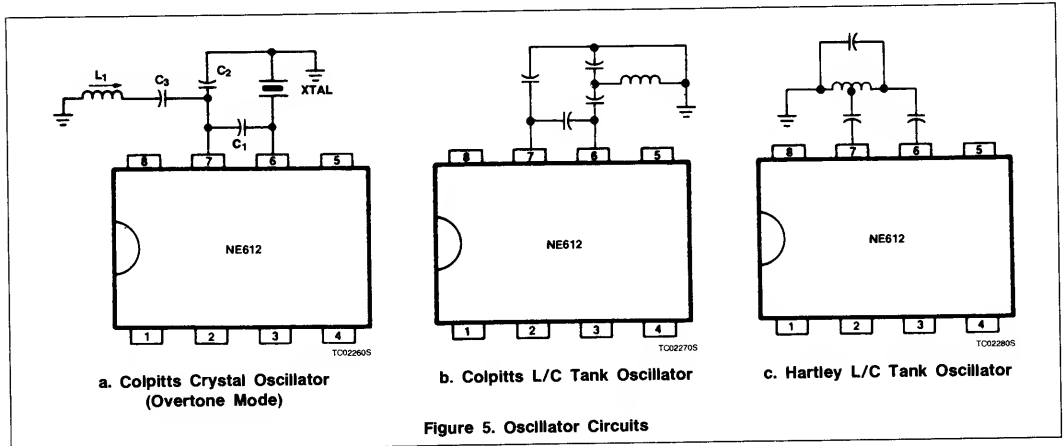 L1
C3
C2
XTAL
C1
8 7 6 5
NE612
1 2 3 4
TC02260S
a. Colpitts Crystal Oscillator
(Overtone Mode)
8 7 6 5
NE612
1 2 3 4
TC02270S
b. Colpitts L/C Tank Oscillator
8 7 6 5
NE612
1 2 3 4
TC02280S
c. Hartley L/C Tank Oscillator
Figure 5. Oscillator Circuits